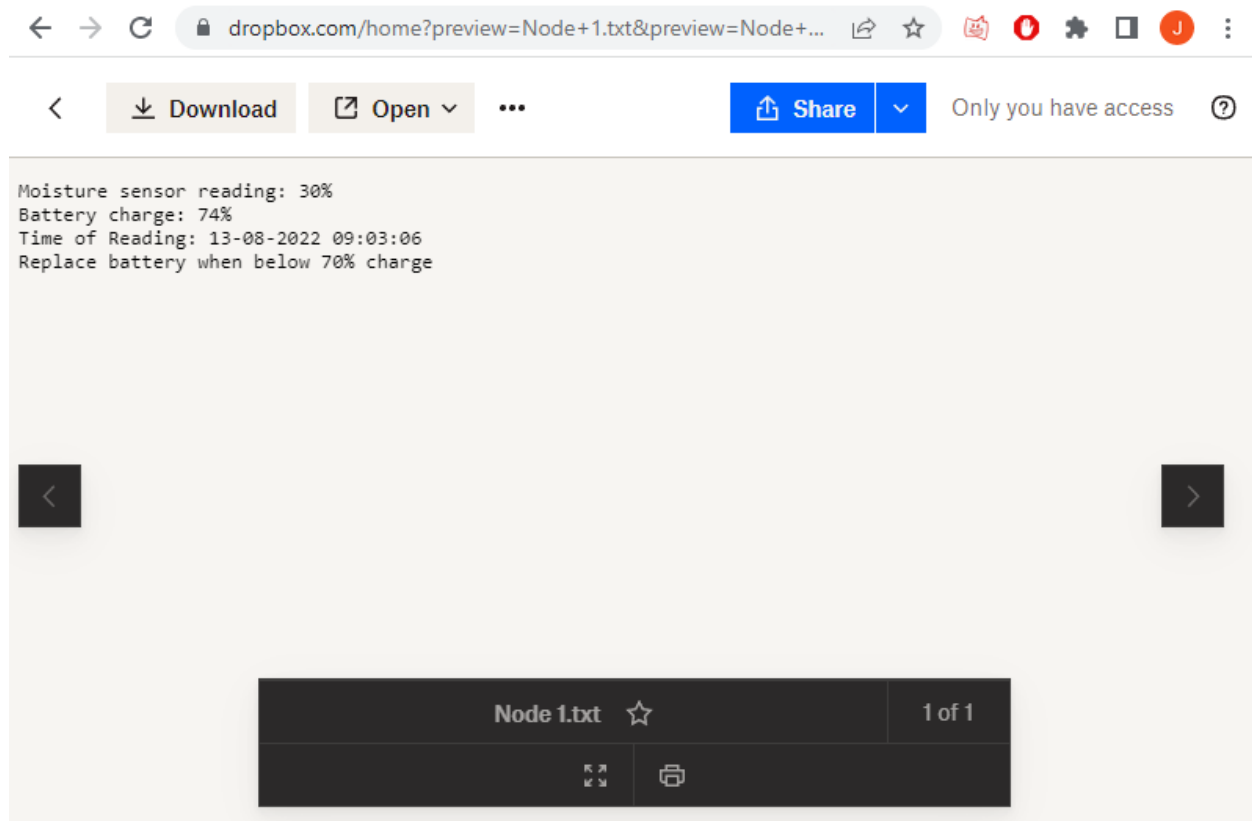 dropbox.com/home?preview=Node+1.txt&preview=Node+...
J
Download
Open
Share
Only you have access
Moisture sensor reading: 30%
Battery charge: 74%
Time of Reading: 13-08-2022 09:03:06
Replace battery when below 70% charge
Node 1.txt
1 of 1